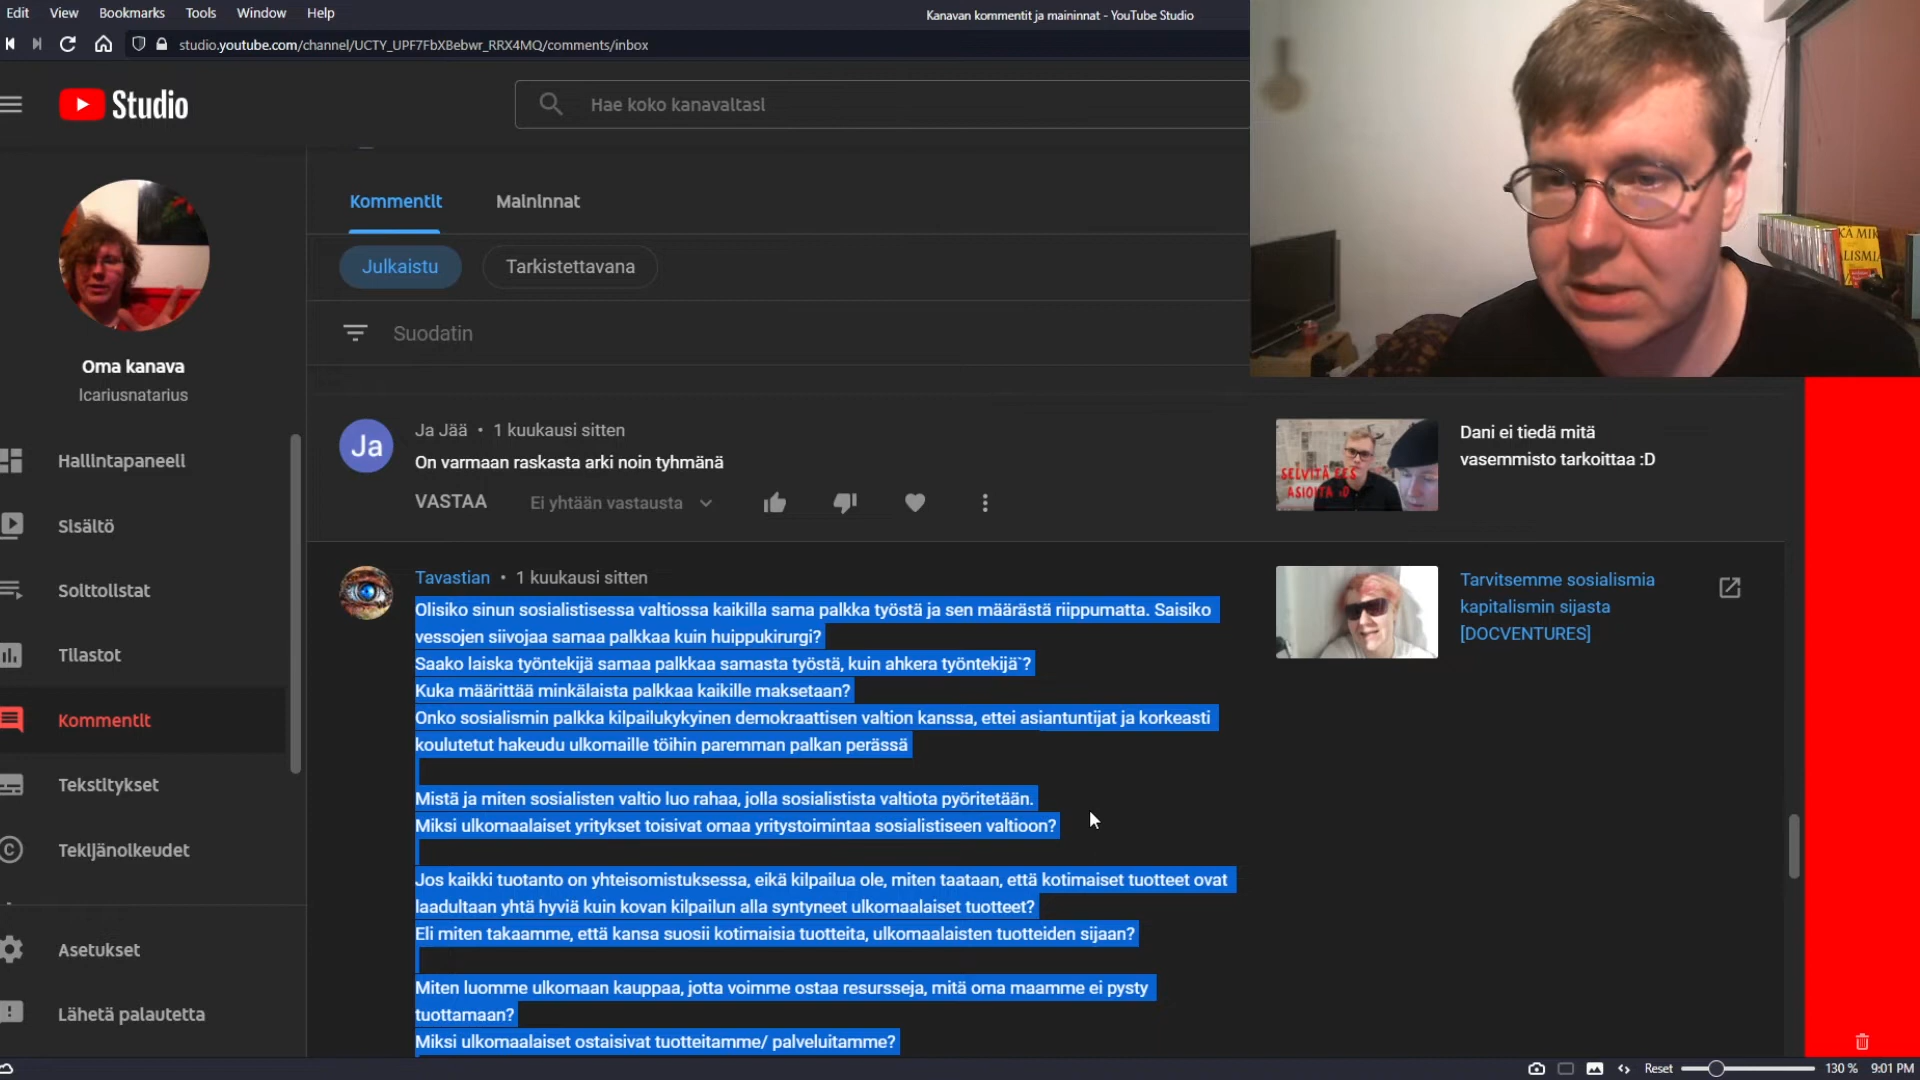 Edit View Bookmarks Tools Window Help
Kanavan kommentit ja maininnat - YouTube Studio
studio.youtube.com/channel/UCTY_UPF7FbXBebwr_RRX4MQ/comments/inbox
Studio
Hae koko kanavaltasi
Oma kanava
Icariusnatarius
Hallintapaneeli
Sisältö
Soittolistat
Tilastot
Kommentit
Tekstitykset
Tekijänoikeudet
Asetukset
Lähetä palautetta
Kommentit Maininnat
Julkaistu Tarkistettavana
Suodatin
Ja
Ja Jää • 1 kuukausi sitten
On varmaan raskasta arki noin tyhmänä
VASTAA Ei yhtään vastausta
SELVITÄ EES
ASIOITA :D
Dani ei tiedä mitä
vasemmisto tarkoittaa :D
Tavastian • 1 kuukausi sitten
Olisiko sinun sosialistisessa valtiossa kaikilla sama palkka työstä ja sen määrästä riippumatta. Saisiko
vessojen siivojaa samaa palkkaa kuin huippukirurgi?
Saako laiska työntekijä samaa palkkaa samasta työstä, kuin ahkera työntekijä`?
Kuka määrittää minkälaista palkkaa kaikille maksetaan?
Onko sosialismin palkka kilpailukykyinen demokraattisen valtion kanssa, ettei asiantuntijat ja korkeasti
koulutetut hakeudu ulkomaille töihin paremman palkan perässä
Mistä ja miten sosialisten valtio luo rahaa, jolla sosialistista valtiota pyöritetään.
Miksi ulkomaalaiset yritykset toisivat omaa yritystoimintaa sosialistiseen valtioon?
Jos kaikki tuotanto on yhteisomistuksessa, eikä kilpailua ole, miten taataan, että kotimaiset tuotteet ovat
laadultaan yhtä hyviä kuin kovan kilpailun alla syntyneet ulkomaalaiset tuotteet?
Eli miten takaamme, että kansa suosii kotimaisia tuotteita, ulkomaalaisten tuotteiden sijaan?
Miten luomme ulkomaan kauppaa, jotta voimme ostaa resursseja, mitä oma maamme ei pysty
tuottamaan?
Miksi ulkomaalaiset ostaisivat tuotteitamme/ palveluitamme?
Tarvitsemme sosialismia
kapitalismin sijasta
[DOCVENTURES]
Reset 130 % 9:01 PM